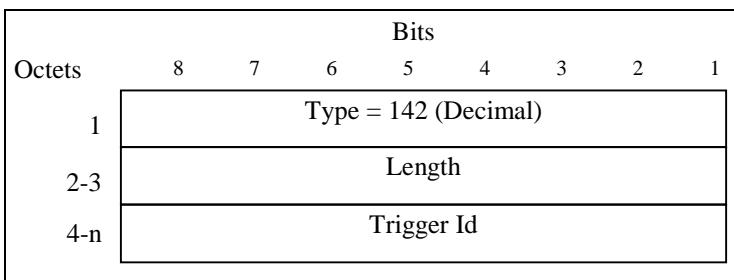 Bits
Octets 8 7 6 5 4 3 2 1
1 Type = 142 (Decimal)
2-3 Length
4-n Trigger Id